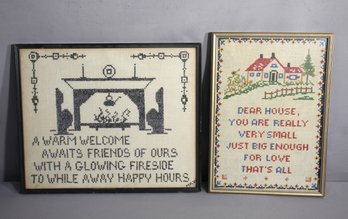 A WARM WELCOME
AWAITS FRIENDS OF OURS
WITH A GLOWING FIRESIDE
TO WHILE AWAY HAPPY HOURS
DEAR HOUSE,
YOU ARE REALLY
VERY SMALL
JUST BIG ENOUGH
FOR LOVE
THAT'S ALL